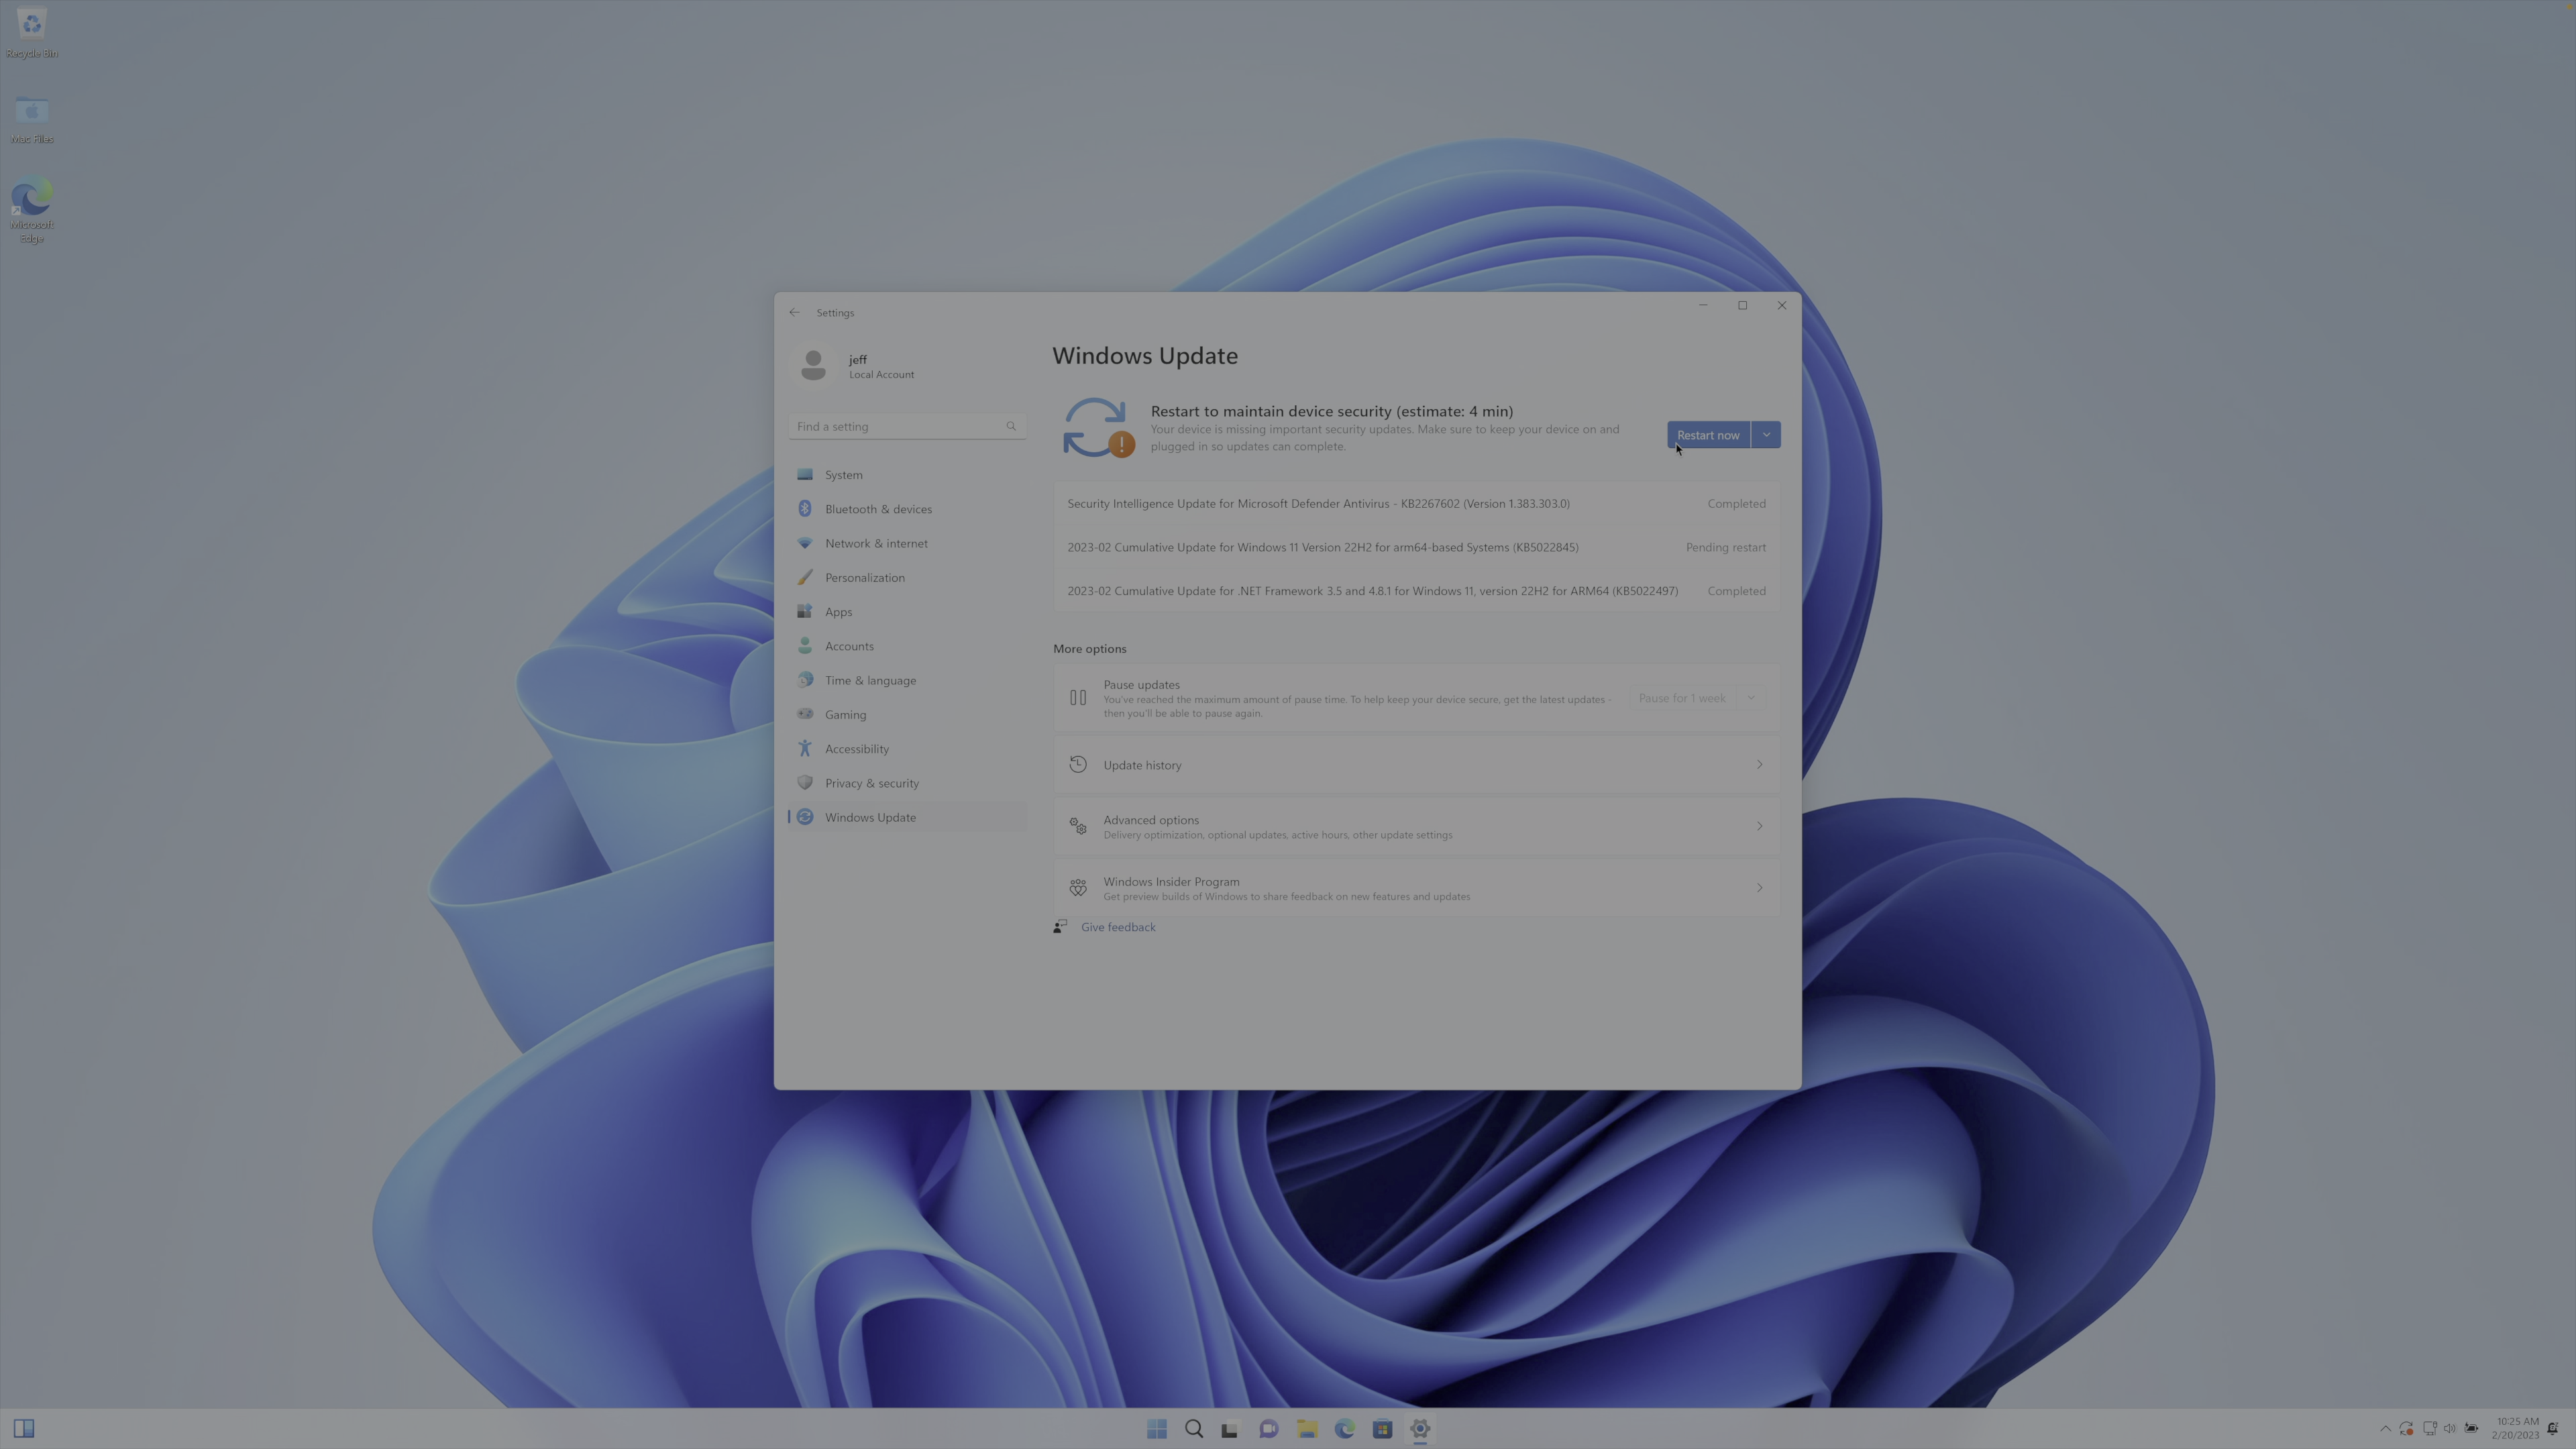 Recycle Bin
Mac Files
Microsoft
Edge
Settings
jeff
Local Account
Find a setting
System
Bluetooth & devices
Network & internet
Personalization
Apps
Accounts
Time & language
Gaming
Accessibility
Privacy & security
Windows Update
Windows Update
Restart to maintain device security (estimate: 4 min)
Your device is missing important security updates. Make sure to keep your device on and
plugged in so updates can complete.
Restart now
Security Intelligence Update for Microsoft Defender Antivirus - KB2267602 (Version 1.383.303.0) Completed
2023-02 Cumulative Update for Windows 11 Version 22H2 for arm64-based Systems (KB5022845) Pending restart
2023-02 Cumulative Update for .NET Framework 3.5 and 4.8.1 for Windows 11, version 22H2 for ARM64 (KB5022497) Completed
More options
Pause updates
You've reached the maximum amount of pause time. To help keep your device secure, get the latest updates -
then you'll be able to pause again.
Pause for 1 week
Update history
Advanced options
Delivery optimization, optional updates, active hours, other update settings
Windows Insider Program
Get preview builds of Windows to share feedback on new features and updates
Give feedback
10:25 AM
2/20/2023